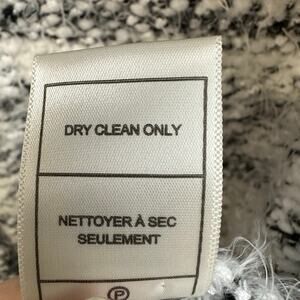 DRY CLEAN ONLY
NETTOYER À SEC
SEULEMENT
P